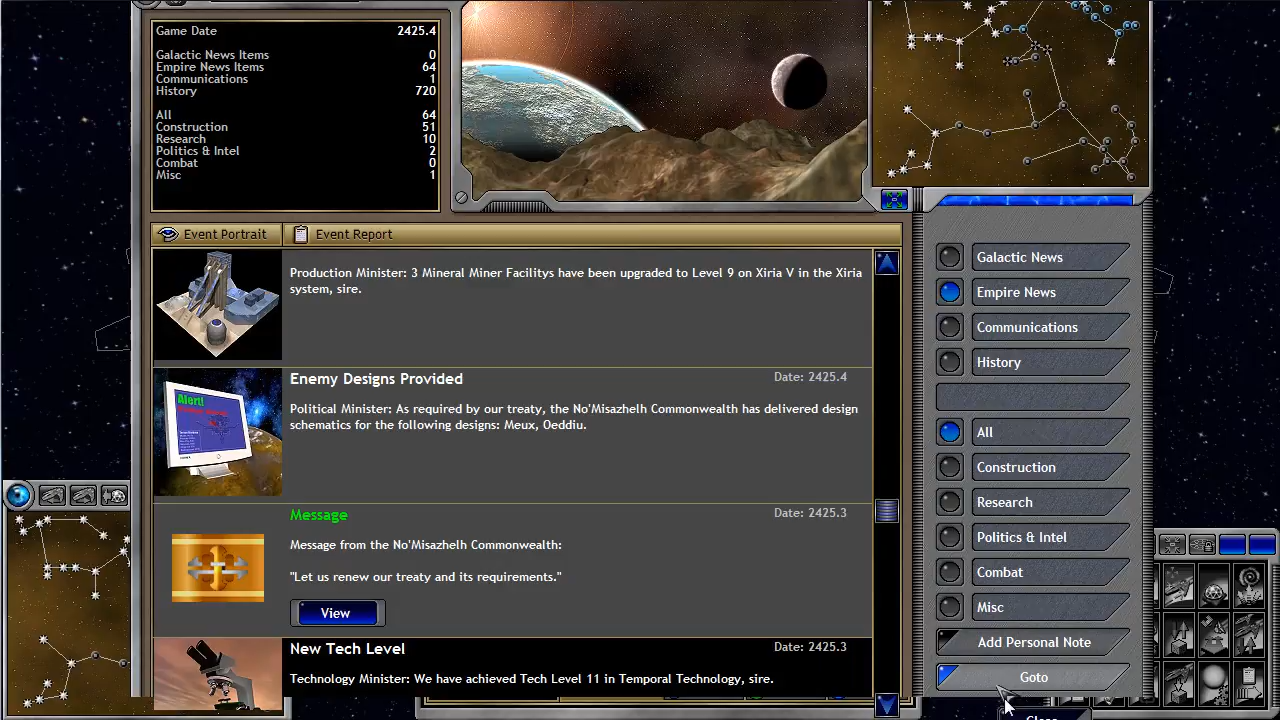 Game Date 2425.4
Galactic News Items 0
Empire News Items 64
Communications 1
History 720
All 64
Construction 51
Research 10
Politics & Intel 2
Combat 0
Misc 1
Event Portrait Event Report
Production Minister: 3 Mineral Miner Facilitys have been upgraded to Level 9 on Xiria V in the Xiria
system, sire.
Enemy Designs Provided Date: 2425.4
Political Minister: As required by our treaty, the No'Misazhelh Commonwealth has delivered design
schematics for the following designs: Meux, Oeddiu.
Alert!
Message Date: 2425.3
Message from the No'Misazhelh Commonwealth:
"Let us renew our treaty and its requirements."
View
New Tech Level Date: 2425.3
Technology Minister: We have achieved Tech Level 11 in Temporal Technology, sire.
Galactic News
Empire News
Communications
History
All
Construction
Research
Politics & Intel
Combat
Misc
Add Personal Note
Goto
Close